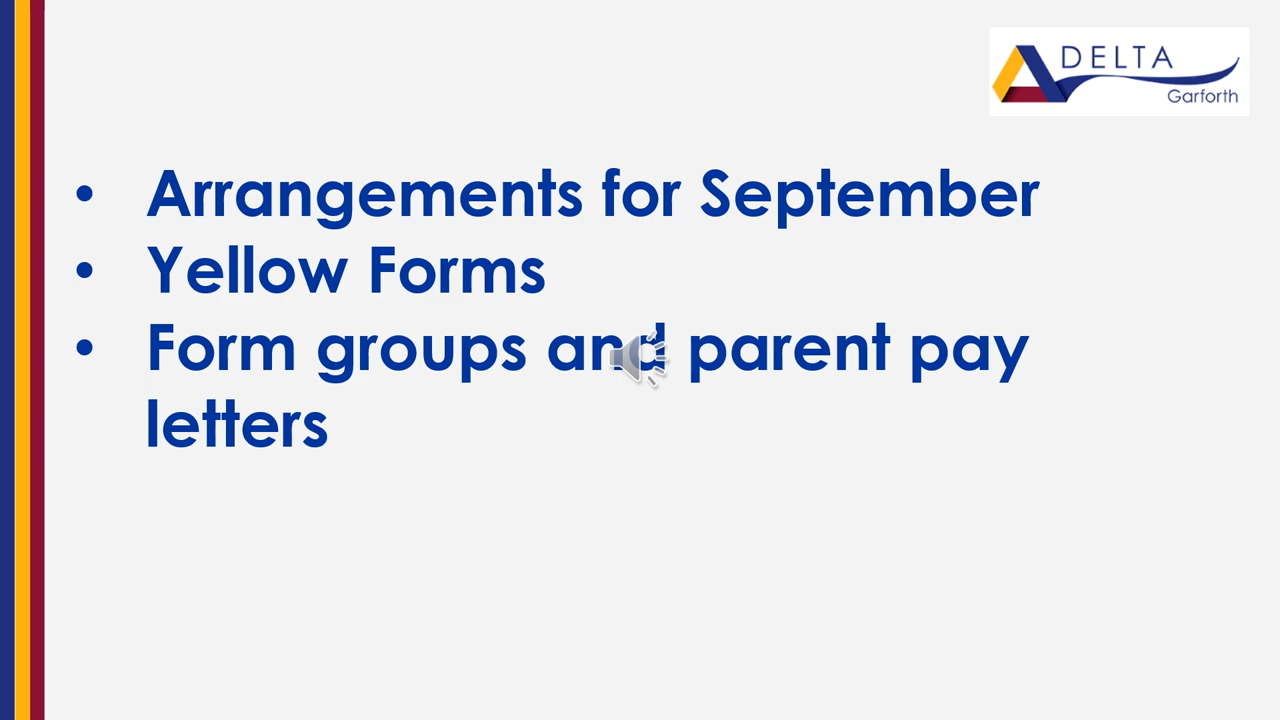 DELTA
Garforth
• Arrangements for September
• Yellow Forms
• Form groups and parent pay
letters